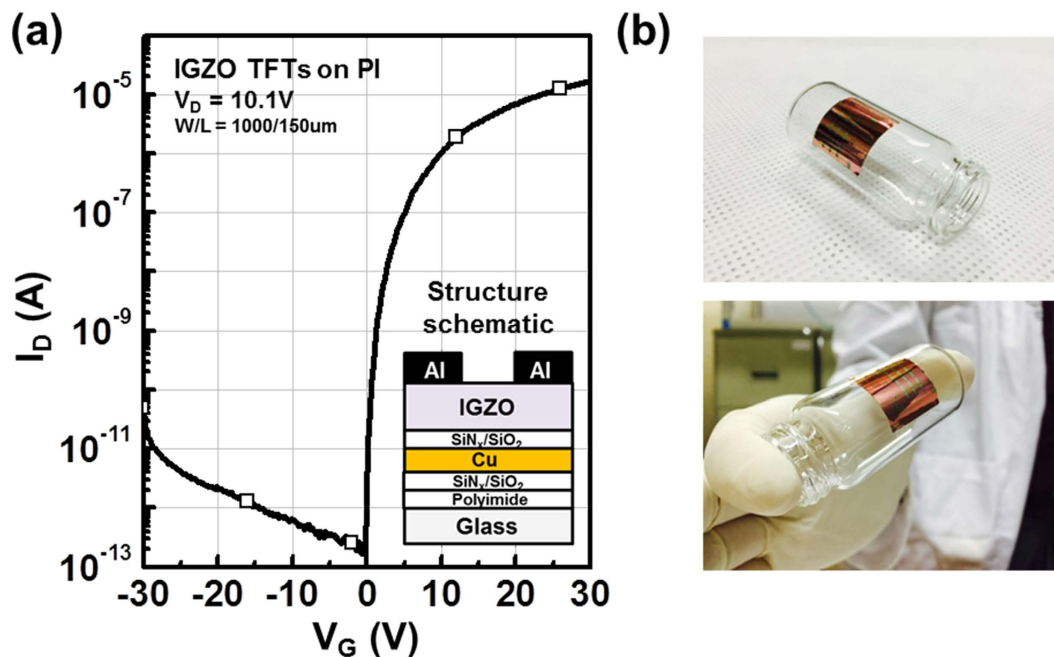 (a)
(b)
IGZO TFTs on PI
V_D = 10.1V
W/L = 1000/150um
10^-5
10^-7
10^-9
10^-11
10^-13
I_D (A)
Structure
schematic
Al Al
IGZO
SiN_x/SiO_2
Cu
SiN_x/SiO_2
Polyimide
Glass
-30 -20 -10 0 10 20 30
V_G (V)